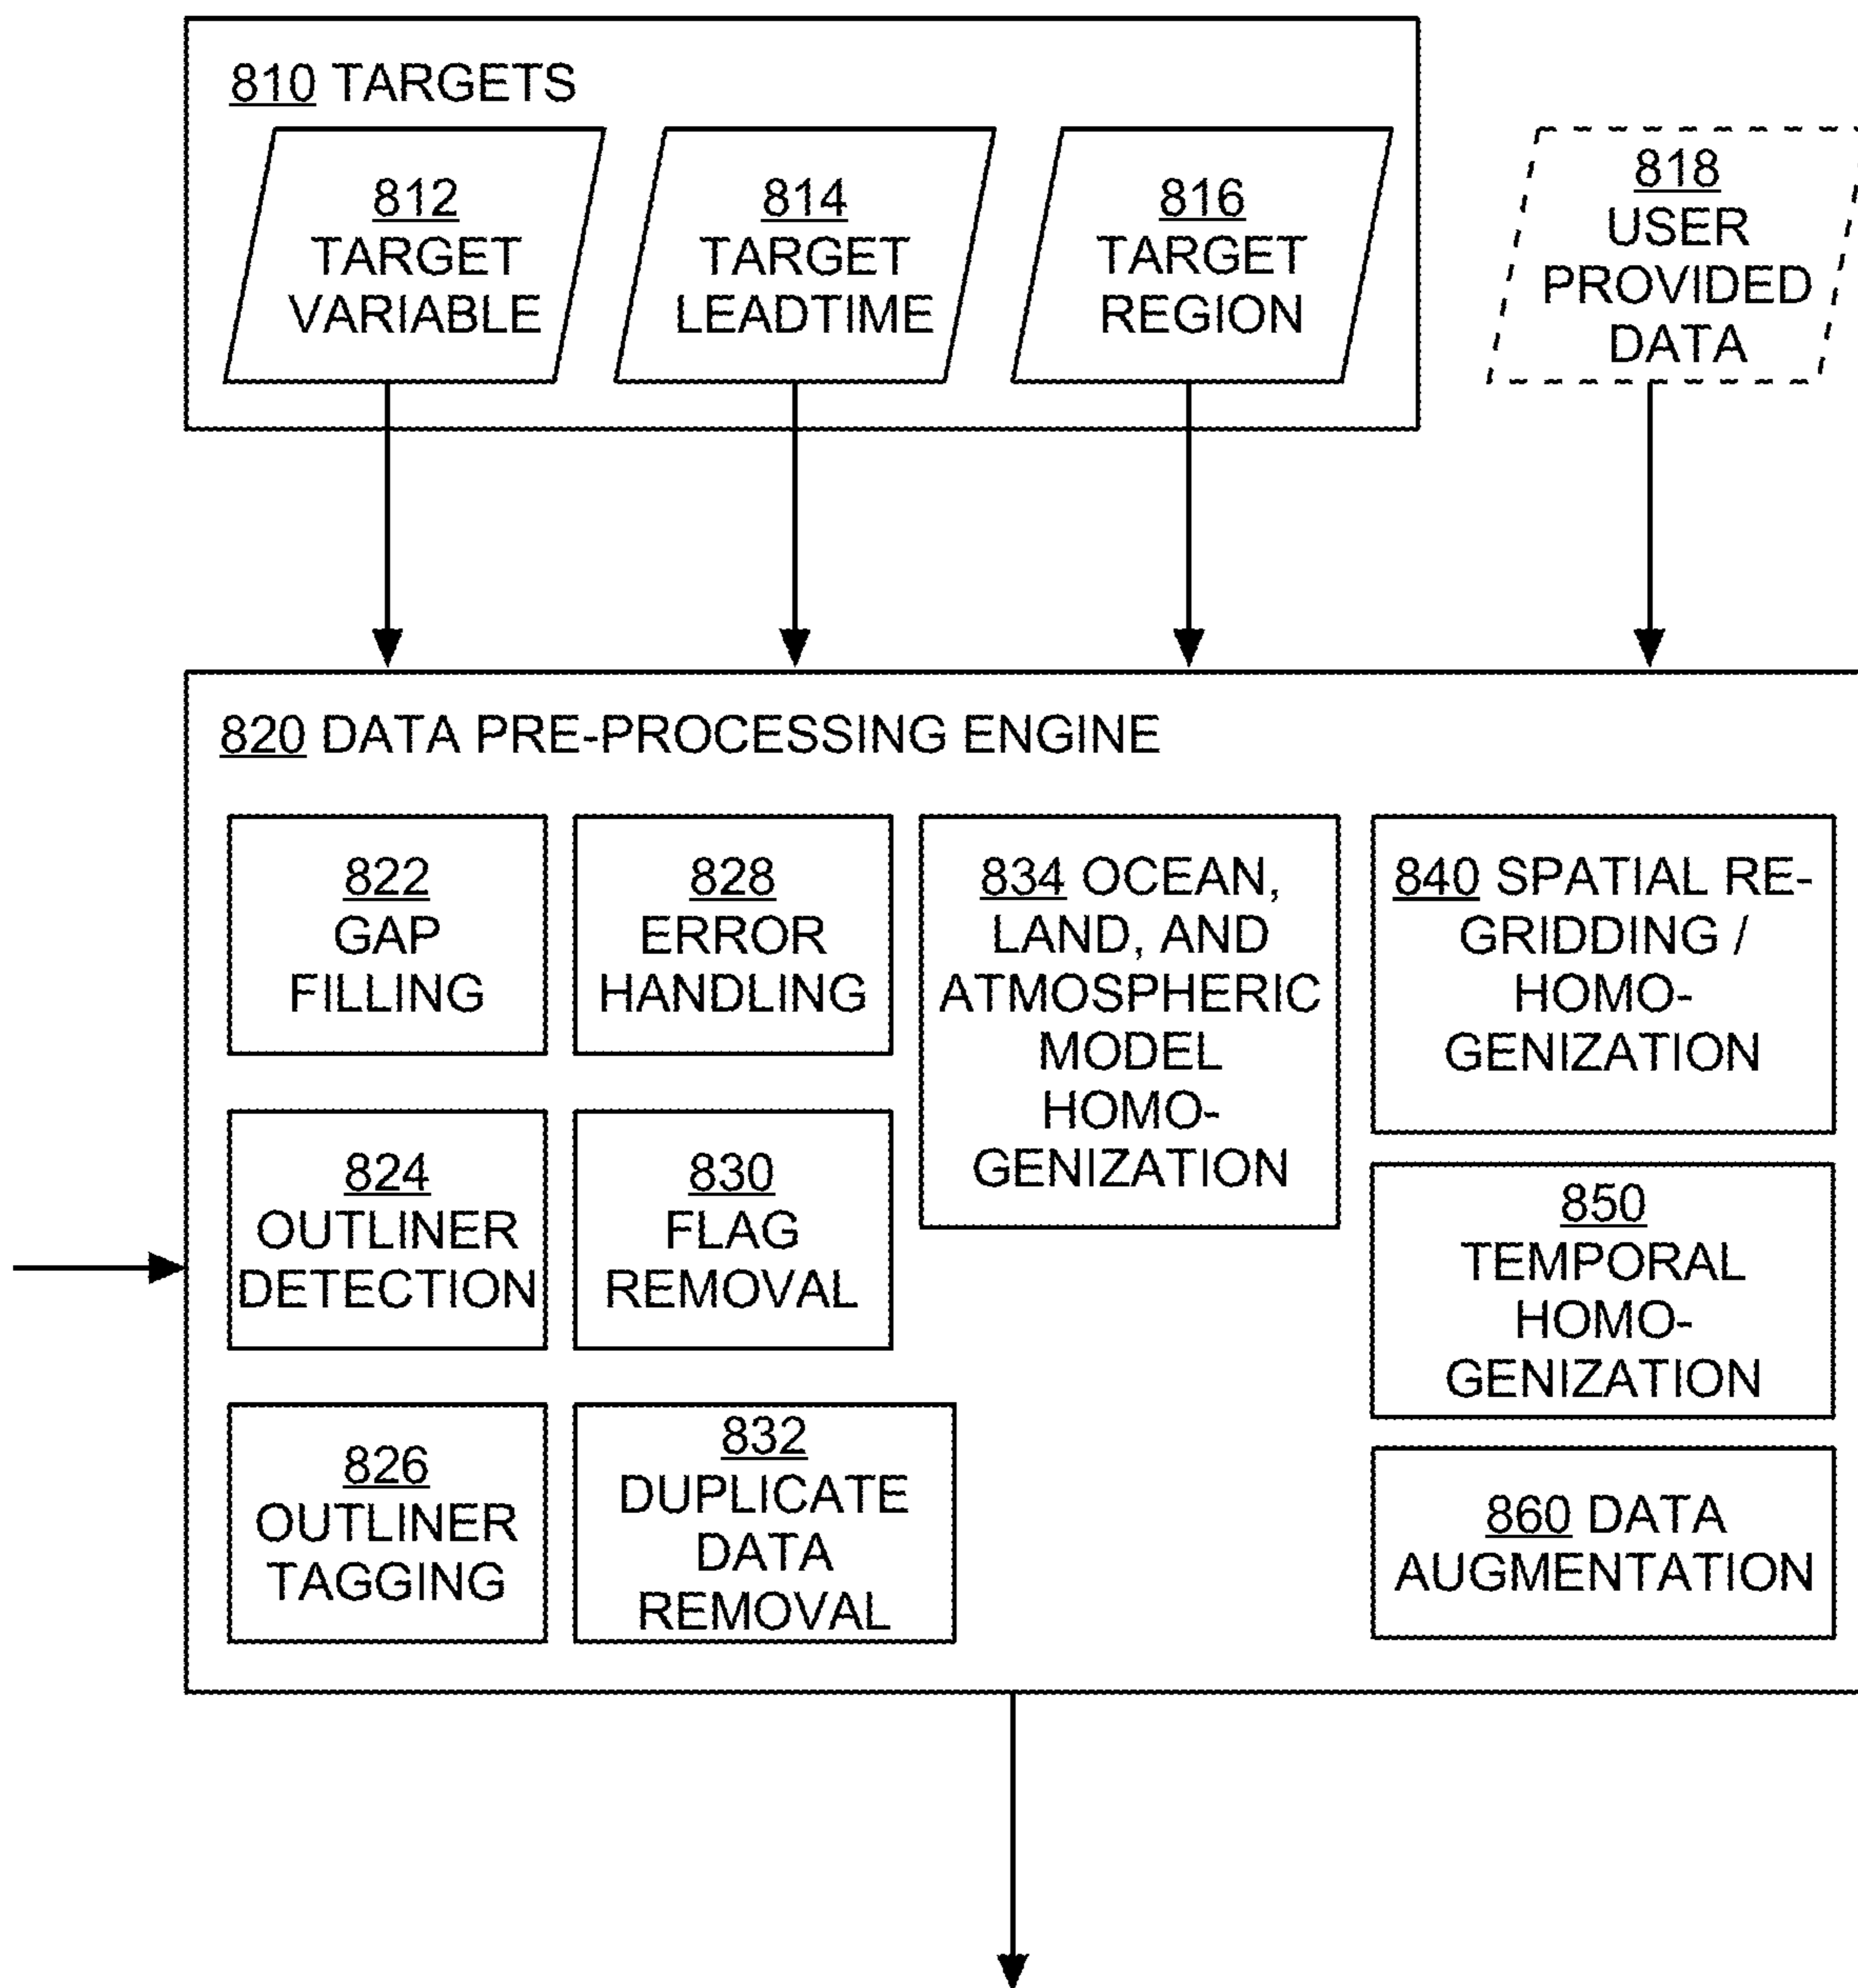 810 TARGETS
812
TARGET
VARIABLE
814
TARGET
LEADTIME
816
TARGET
REGION
818
USER
PROVIDED
DATA
820 DATA PRE-PROCESSING ENGINE
822
GAP
FILLING
828
ERROR
HANDLING
834 OCEAN,
LAND, AND
ATMOSPHERIC
MODEL
HOMO-
GENIZATION
840 SPATIAL RE-
GRIDDING /
HOMO-
GENIZATION
824
OUTLINER
DETECTION
830
FLAG
REMOVAL
850
TEMPORAL
HOMO-
GENIZATION
826
OUTLINER
TAGGING
832
DUPLICATE
DATA
REMOVAL
860 DATA
AUGMENTATION